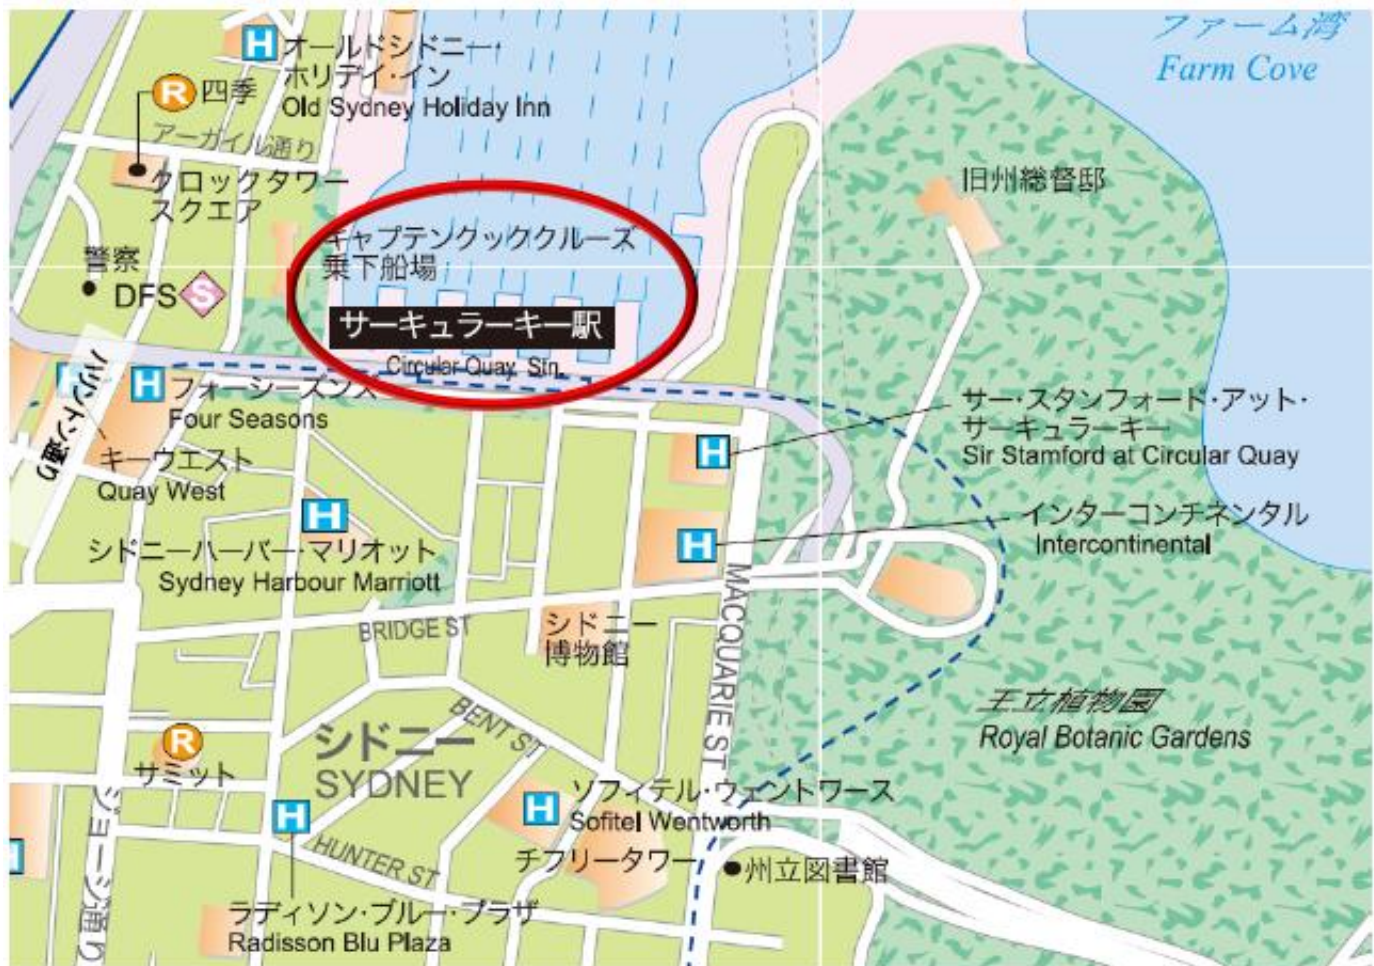 ファーム湾
Farm Cove
オールドシドニー・
ホリデイ・イン
Old Sydney Holiday Inn
R
四季
アーガイル通り
クロックタワー
スクエア
旧州総督邸
キャプテンクッククルーズ
乗下船場
警察
DFS
S
サーキュラーキー駅
Circular Quay Stn.
ハリントン通り
H
フォーシーズンズ
Four Seasons
キーウエスト
Quay West
H
サー・スタンフォード・アット・
サーキュラーキー
Sir Stamford at Circular Quay
H
インターコンチネンタル
Intercontinental
H
シドニーハーバー・マリオット
Sydney Harbour Marriott
H
BRIDGE ST
シドニー
博物館
MACQUARIE ST
王立植物園
Royal Botanic Gardens
BENT ST
シドニー
SYDNEY
R
サミット
ソフィテル・ウェントワース
Sofitel Wentworth
H
チフリータワー
州立図書館
H
HUNTER ST
ジョージ通り
ラディソン・ブルー・プラザ
Radisson Blu Plaza
H
H